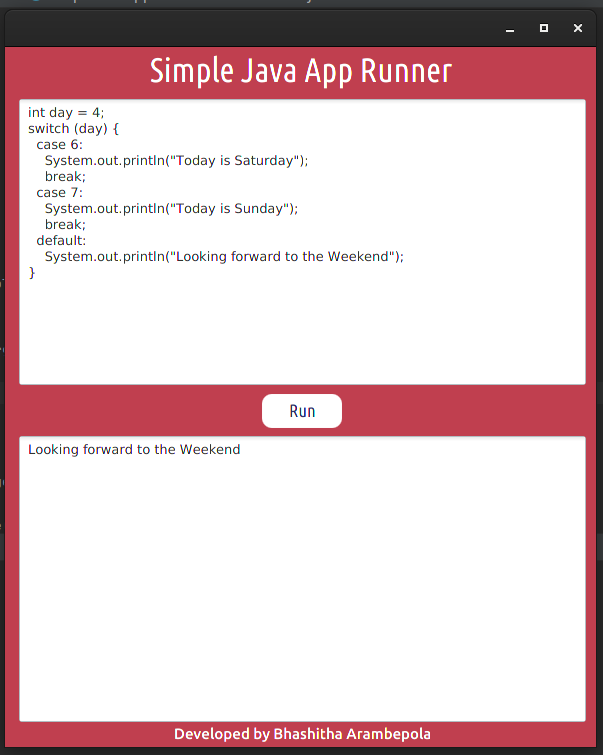 Simple Java App Runner
int day = 4;
switch (day) {
  case 6:
    System.out.println("Today is Saturday");
    break;
  case 7:
    System.out.println("Today is Sunday");
    break;
  default:
    System.out.println("Looking forward to the Weekend");
}
Run
Looking forward to the Weekend
Developed by Bhashitha Arambepola